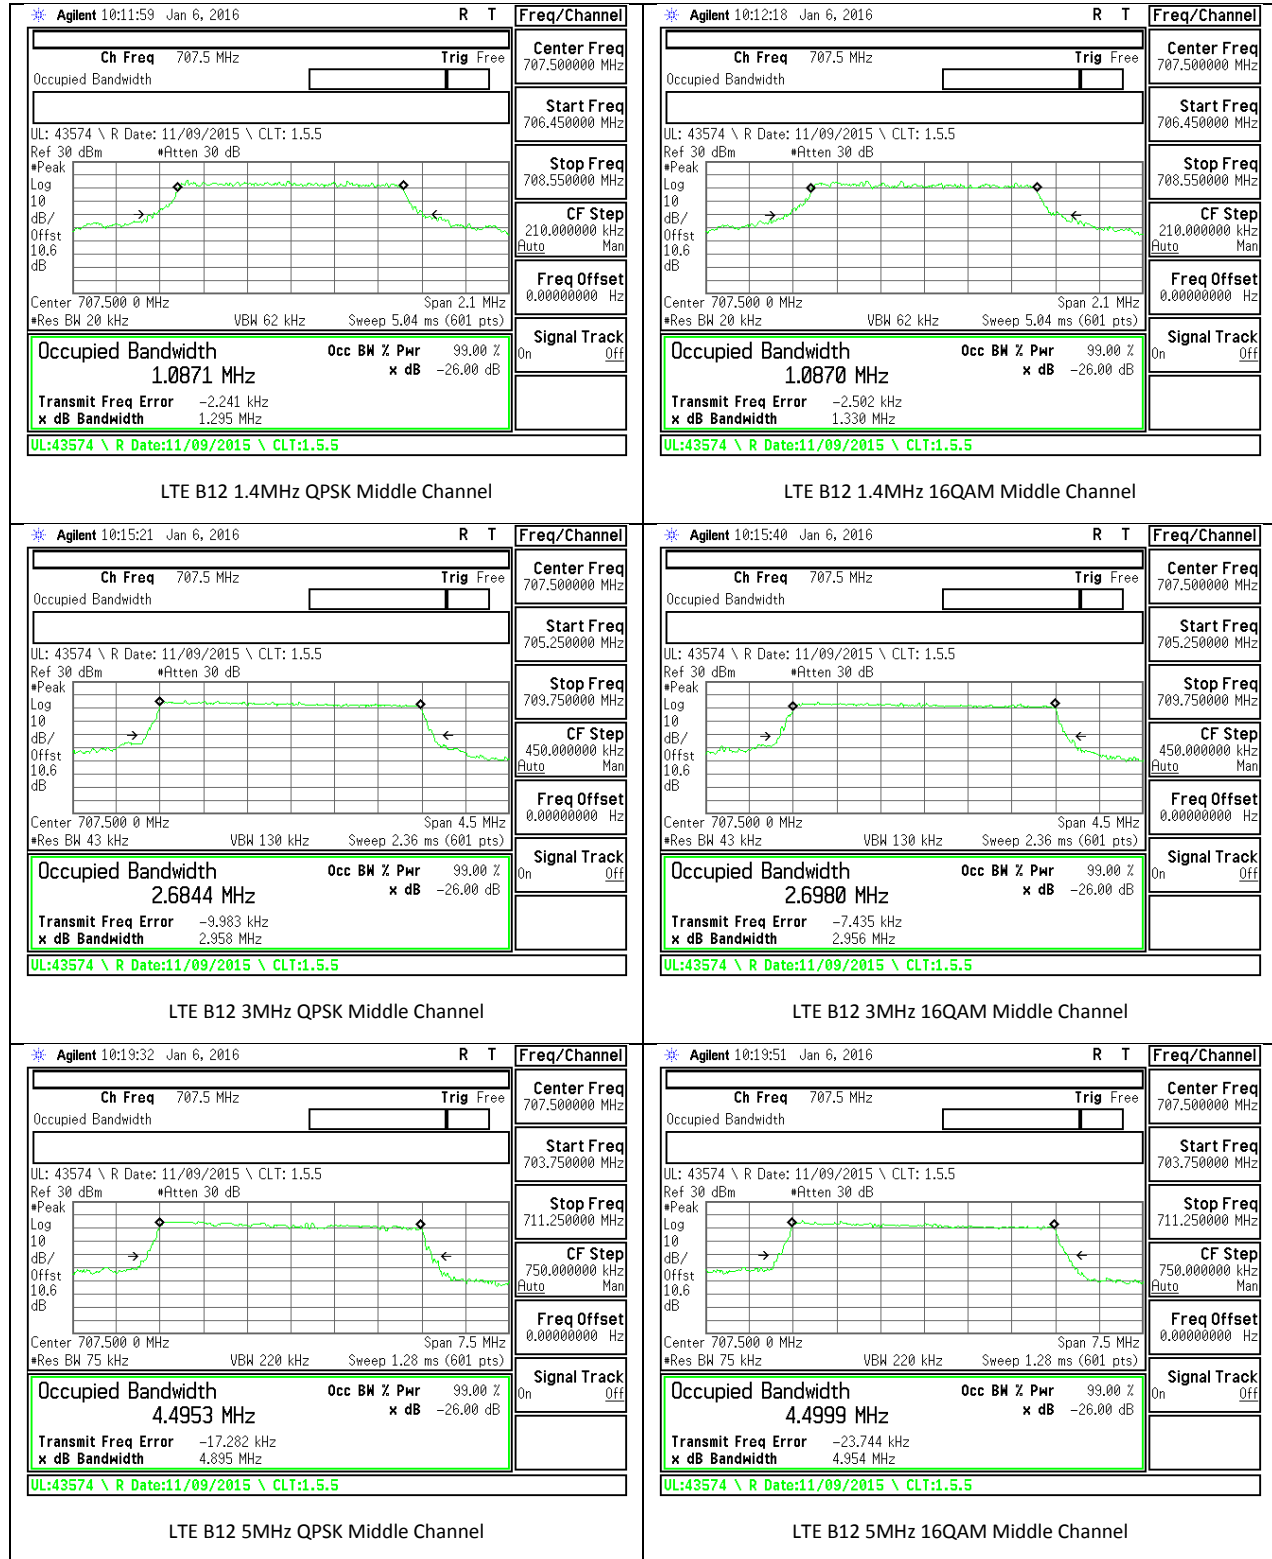 Agilent 10:11:59 Jan 6, 2016 R T Freq/Channel
Ch Freq 707.5 MHz Trig Free
Occupied Bandwidth
Center Freq
707.500000 MHz
Start Freq
706.450000 MHz
UL: 43574 \ R Date: 11/09/2015 \ CLT: 1.5.5
Ref 30 dBm #Atten 30 dB
#Peak
Log
10
dB/
Offst
10.6
dB
Stop Freq
708.550000 MHz
CF Step
210.000000 kHz
Auto Man
Freq Offset
0.00000000 Hz
Center 707.500 0 MHz Span 2.1 MHz
#Res BW 20 kHz VBW 62 kHz Sweep 5.04 ms (601 pts)
Signal Track
On Off
Occupied Bandwidth Occ BW % Pwr 99.00 %
1.0871 MHz x dB -26.00 dB
Transmit Freq Error -2.241 kHz
x dB Bandwidth 1.295 MHz
UL:43574 \ R Date:11/09/2015 \ CLT:1.5.5
LTE B12 1.4MHz QPSK Middle Channel
Agilent 10:12:18 Jan 6, 2016 R T Freq/Channel
Ch Freq 707.5 MHz Trig Free
Occupied Bandwidth
Center Freq
707.500000 MHz
Start Freq
706.450000 MHz
UL: 43574 \ R Date: 11/09/2015 \ CLT: 1.5.5
Ref 30 dBm #Atten 30 dB
#Peak
Log
10
dB/
Offst
10.6
dB
Stop Freq
708.550000 MHz
CF Step
210.000000 kHz
Auto Man
Freq Offset
0.00000000 Hz
Center 707.500 0 MHz Span 2.1 MHz
#Res BW 20 kHz VBW 62 kHz Sweep 5.04 ms (601 pts)
Signal Track
On Off
Occupied Bandwidth Occ BW % Pwr 99.00 %
1.0870 MHz x dB -26.00 dB
Transmit Freq Error -2.502 kHz
x dB Bandwidth 1.330 MHz
UL:43574 \ R Date:11/09/2015 \ CLT:1.5.5
LTE B12 1.4MHz 16QAM Middle Channel
Agilent 10:15:21 Jan 6, 2016 R T Freq/Channel
Ch Freq 707.5 MHz Trig Free
Occupied Bandwidth
Center Freq
707.500000 MHz
Start Freq
705.250000 MHz
UL: 43574 \ R Date: 11/09/2015 \ CLT: 1.5.5
Ref 30 dBm #Atten 30 dB
#Peak
Log
10
dB/
Offst
10.6
dB
Stop Freq
709.750000 MHz
CF Step
450.000000 kHz
Auto Man
Freq Offset
0.00000000 Hz
Center 707.500 0 MHz Span 4.5 MHz
#Res BW 43 kHz VBW 130 kHz Sweep 2.36 ms (601 pts)
Signal Track
On Off
Occupied Bandwidth Occ BW % Pwr 99.00 %
2.6844 MHz x dB -26.00 dB
Transmit Freq Error -9.983 kHz
x dB Bandwidth 2.958 MHz
UL:43574 \ R Date:11/09/2015 \ CLT:1.5.5
LTE B12 3MHz QPSK Middle Channel
Agilent 10:15:40 Jan 6, 2016 R T Freq/Channel
Ch Freq 707.5 MHz Trig Free
Occupied Bandwidth
Center Freq
707.500000 MHz
Start Freq
705.250000 MHz
UL: 43574 \ R Date: 11/09/2015 \ CLT: 1.5.5
Ref 30 dBm #Atten 30 dB
#Peak
Log
10
dB/
Offst
10.6
dB
Stop Freq
709.750000 MHz
CF Step
450.000000 kHz
Auto Man
Freq Offset
0.00000000 Hz
Center 707.500 0 MHz Span 4.5 MHz
#Res BW 43 kHz VBW 130 kHz Sweep 2.36 ms (601 pts)
Signal Track
On Off
Occupied Bandwidth Occ BW % Pwr 99.00 %
2.6980 MHz x dB -26.00 dB
Transmit Freq Error -7.435 kHz
x dB Bandwidth 2.956 MHz
UL:43574 \ R Date:11/09/2015 \ CLT:1.5.5
LTE B12 3MHz 16QAM Middle Channel
Agilent 10:19:32 Jan 6, 2016 R T Freq/Channel
Ch Freq 707.5 MHz Trig Free
Occupied Bandwidth
Center Freq
707.500000 MHz
Start Freq
703.750000 MHz
UL: 43574 \ R Date: 11/09/2015 \ CLT: 1.5.5
Ref 30 dBm #Atten 30 dB
#Peak
Log
10
dB/
Offst
10.6
dB
Stop Freq
711.250000 MHz
CF Step
750.000000 kHz
Auto Man
Freq Offset
0.00000000 Hz
Center 707.500 0 MHz Span 7.5 MHz
#Res BW 75 kHz VBW 220 kHz Sweep 1.28 ms (601 pts)
Signal Track
On Off
Occupied Bandwidth Occ BW % Pwr 99.00 %
4.4953 MHz x dB -26.00 dB
Transmit Freq Error -17.282 kHz
x dB Bandwidth 4.895 MHz
UL:43574 \ R Date:11/09/2015 \ CLT:1.5.5
LTE B12 5MHz QPSK Middle Channel
Agilent 10:19:51 Jan 6, 2016 R T Freq/Channel
Ch Freq 707.5 MHz Trig Free
Occupied Bandwidth
Center Freq
707.500000 MHz
Start Freq
703.750000 MHz
UL: 43574 \ R Date: 11/09/2015 \ CLT: 1.5.5
Ref 30 dBm #Atten 30 dB
#Peak
Log
10
dB/
Offst
10.6
dB
Stop Freq
711.250000 MHz
CF Step
750.000000 kHz
Auto Man
Freq Offset
0.00000000 Hz
Center 707.500 0 MHz Span 7.5 MHz
#Res BW 75 kHz VBW 220 kHz Sweep 1.28 ms (601 pts)
Signal Track
On Off
Occupied Bandwidth Occ BW % Pwr 99.00 %
4.4999 MHz x dB -26.00 dB
Transmit Freq Error -23.744 kHz
x dB Bandwidth 4.954 MHz
UL:43574 \ R Date:11/09/2015 \ CLT:1.5.5
LTE B12 5MHz 16QAM Middle Channel